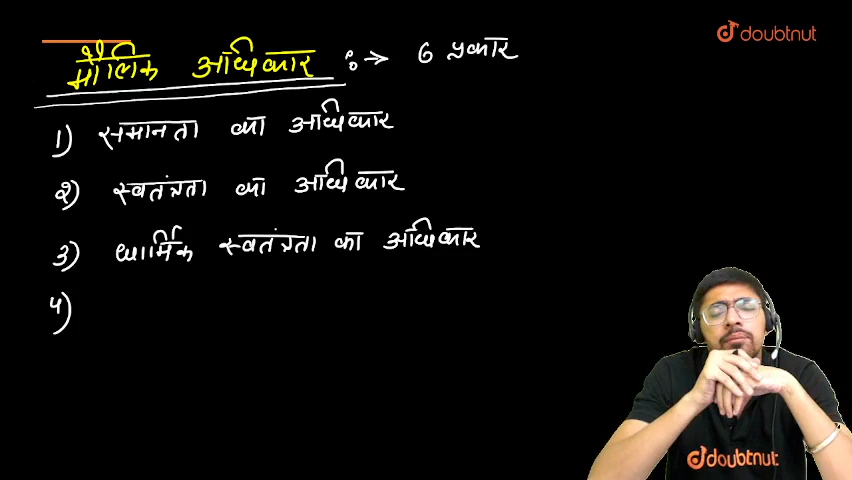 doubtnut
मौलिक अधिकार :→ 6 प्रकार
1) समानता का अधिकार
2) स्वतंत्रता का अधिकार
3) धार्मिक स्वतंत्रता का अधिकार
4)
doubtnut